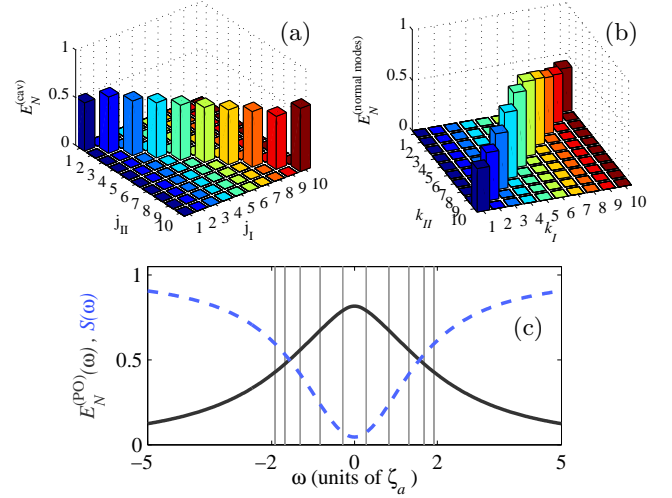 (a)
1
0.5
0
E_N^(cav)
1 2 3 4 5 6 7 8 9 10
j_II
1 2 3 4 5 6 7 8 9 10
j_I
(b)
1
0.5
0
E_N^(normal modes)
1 2 3 4 5 6 7 8 9 10
k_II
1 2 3 4 5 6 7 8 9 10
k_I
(c)
1
0.5
0
E_N^(PO)(ω) , S(ω)
−5 −2 0 2 5
ω (units of ζ_a)